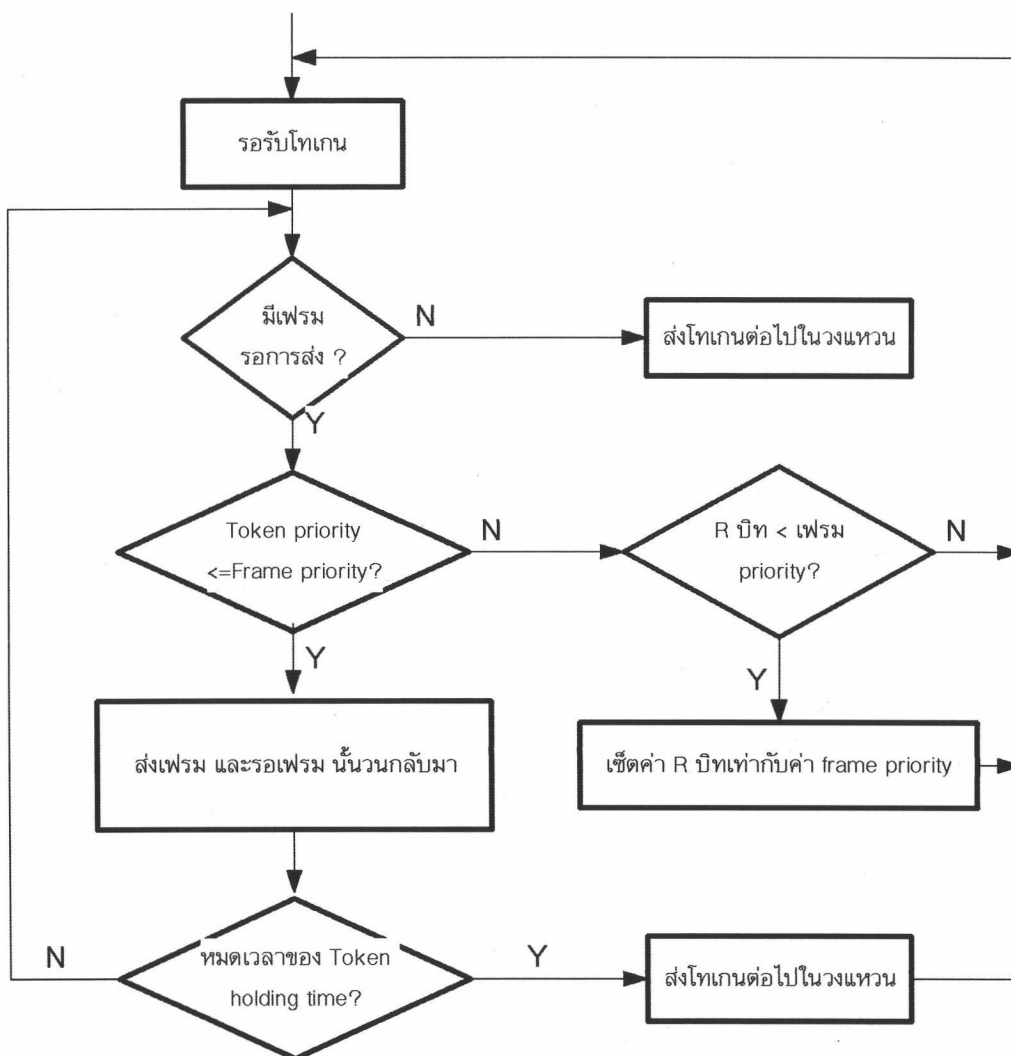 รอรับโทเกน
มีเฟรม
รอการส่ง ?
N
ส่งโทเกนต่อไปในวงแหวน
Y
Token priority
<=Frame priority?
N
R บิท < เฟรม
priority?
N
Y
Y
ส่งเฟรม และรอเฟรม นั้นวนกลับมา
เซ็ตค่า R บิทเท่ากับค่า frame priority
N
หมดเวลาของ Token
holding time?
Y
ส่งโทเกนต่อไปในวงแหวน